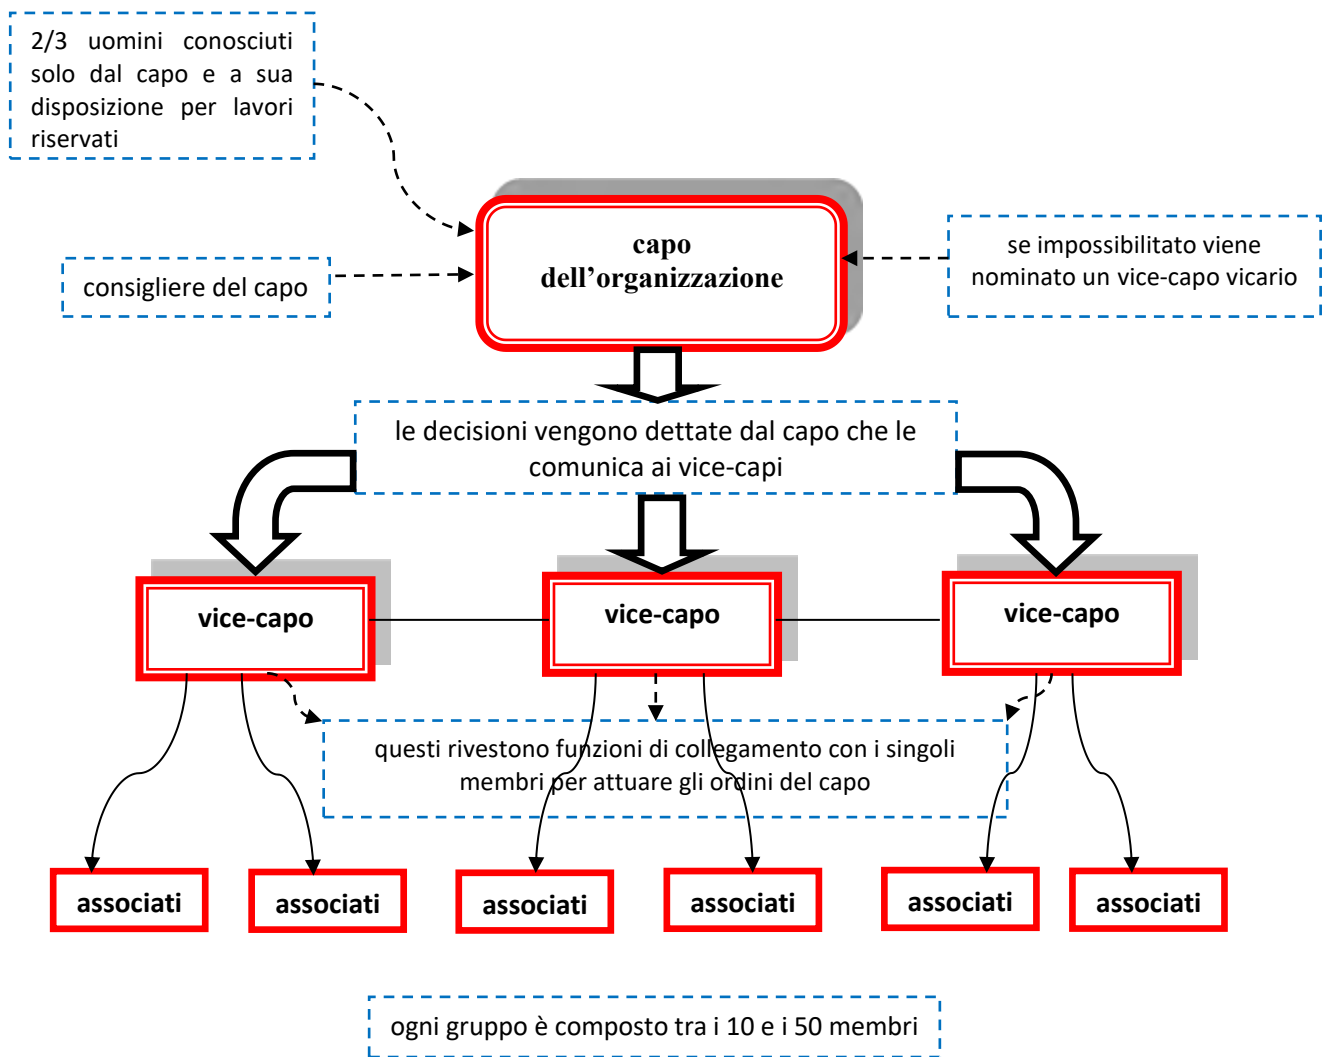 2/3 uomini conosciuti
solo dal capo e a sua
disposizione per lavori
riservati
capo
dell’organizzazione
se impossibilitato viene
nominato un vice-capo vicario
consigliere del capo
le decisioni vengono dettate dal capo che le
comunica ai vice-capi
vice-capo
vice-capo
vice-capo
questi rivestono funzioni di collegamento con i singoli
membri per attuare gli ordini del capo
associati
associati
associati
associati
associati
associati
ogni gruppo è composto tra i 10 e i 50 membri